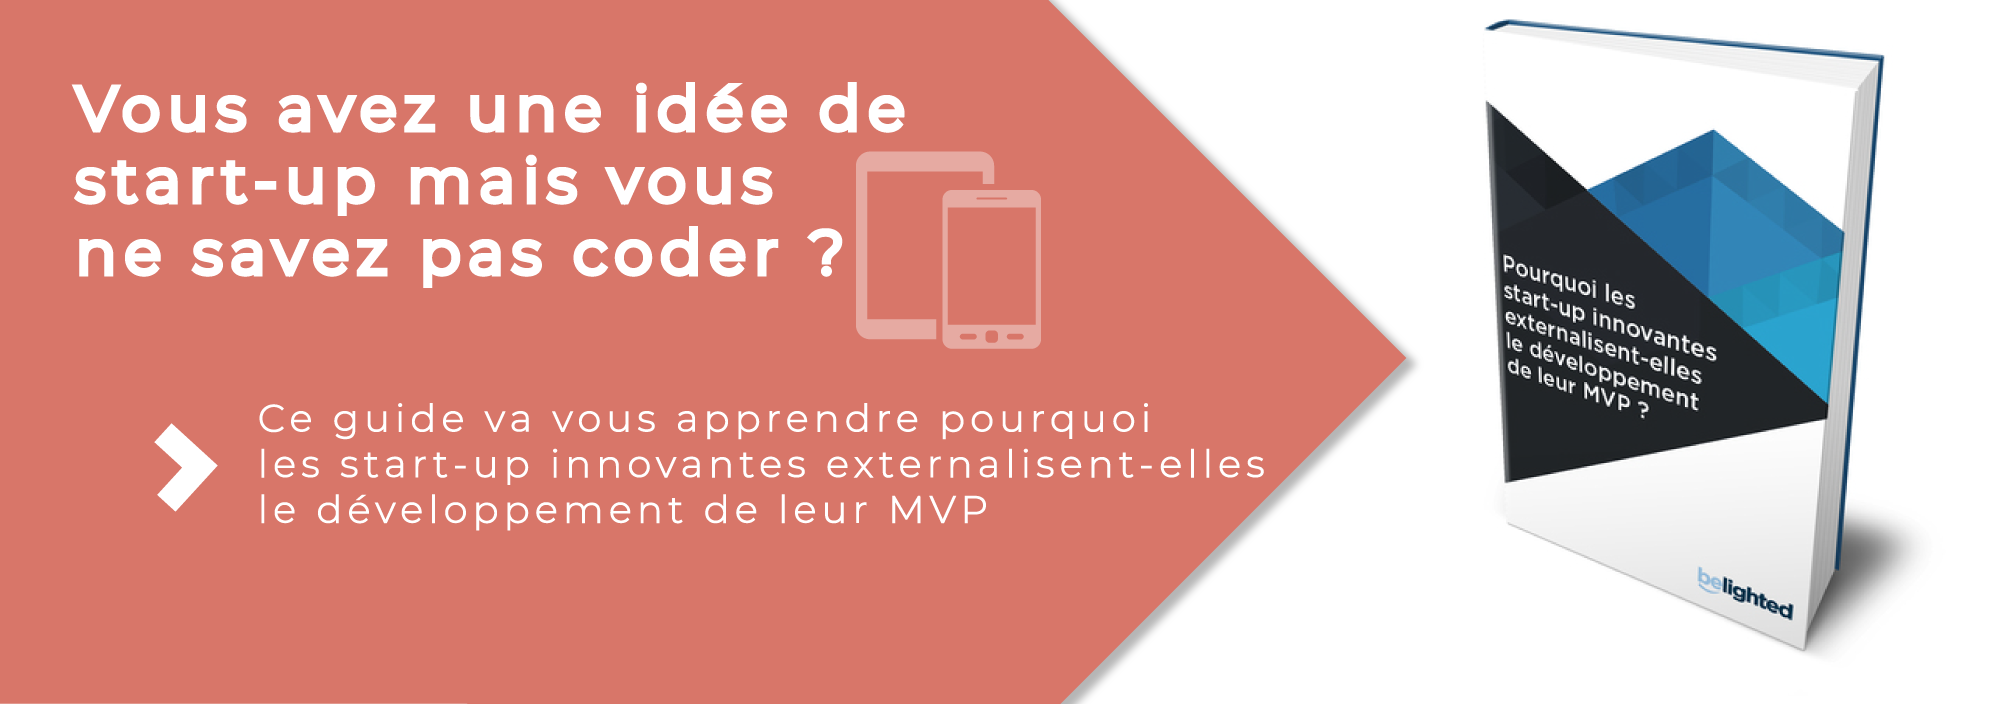 Vous avez une idée de
start-up mais vous
ne savez pas coder ?
Ce guide va vous apprendre pourquoi
les start-up innovantes externalisent-elles
le développement de leur MVP
Pourquoi les
start-up innovantes
externalisent-elles
le développement
de leur MVP ?
belighted